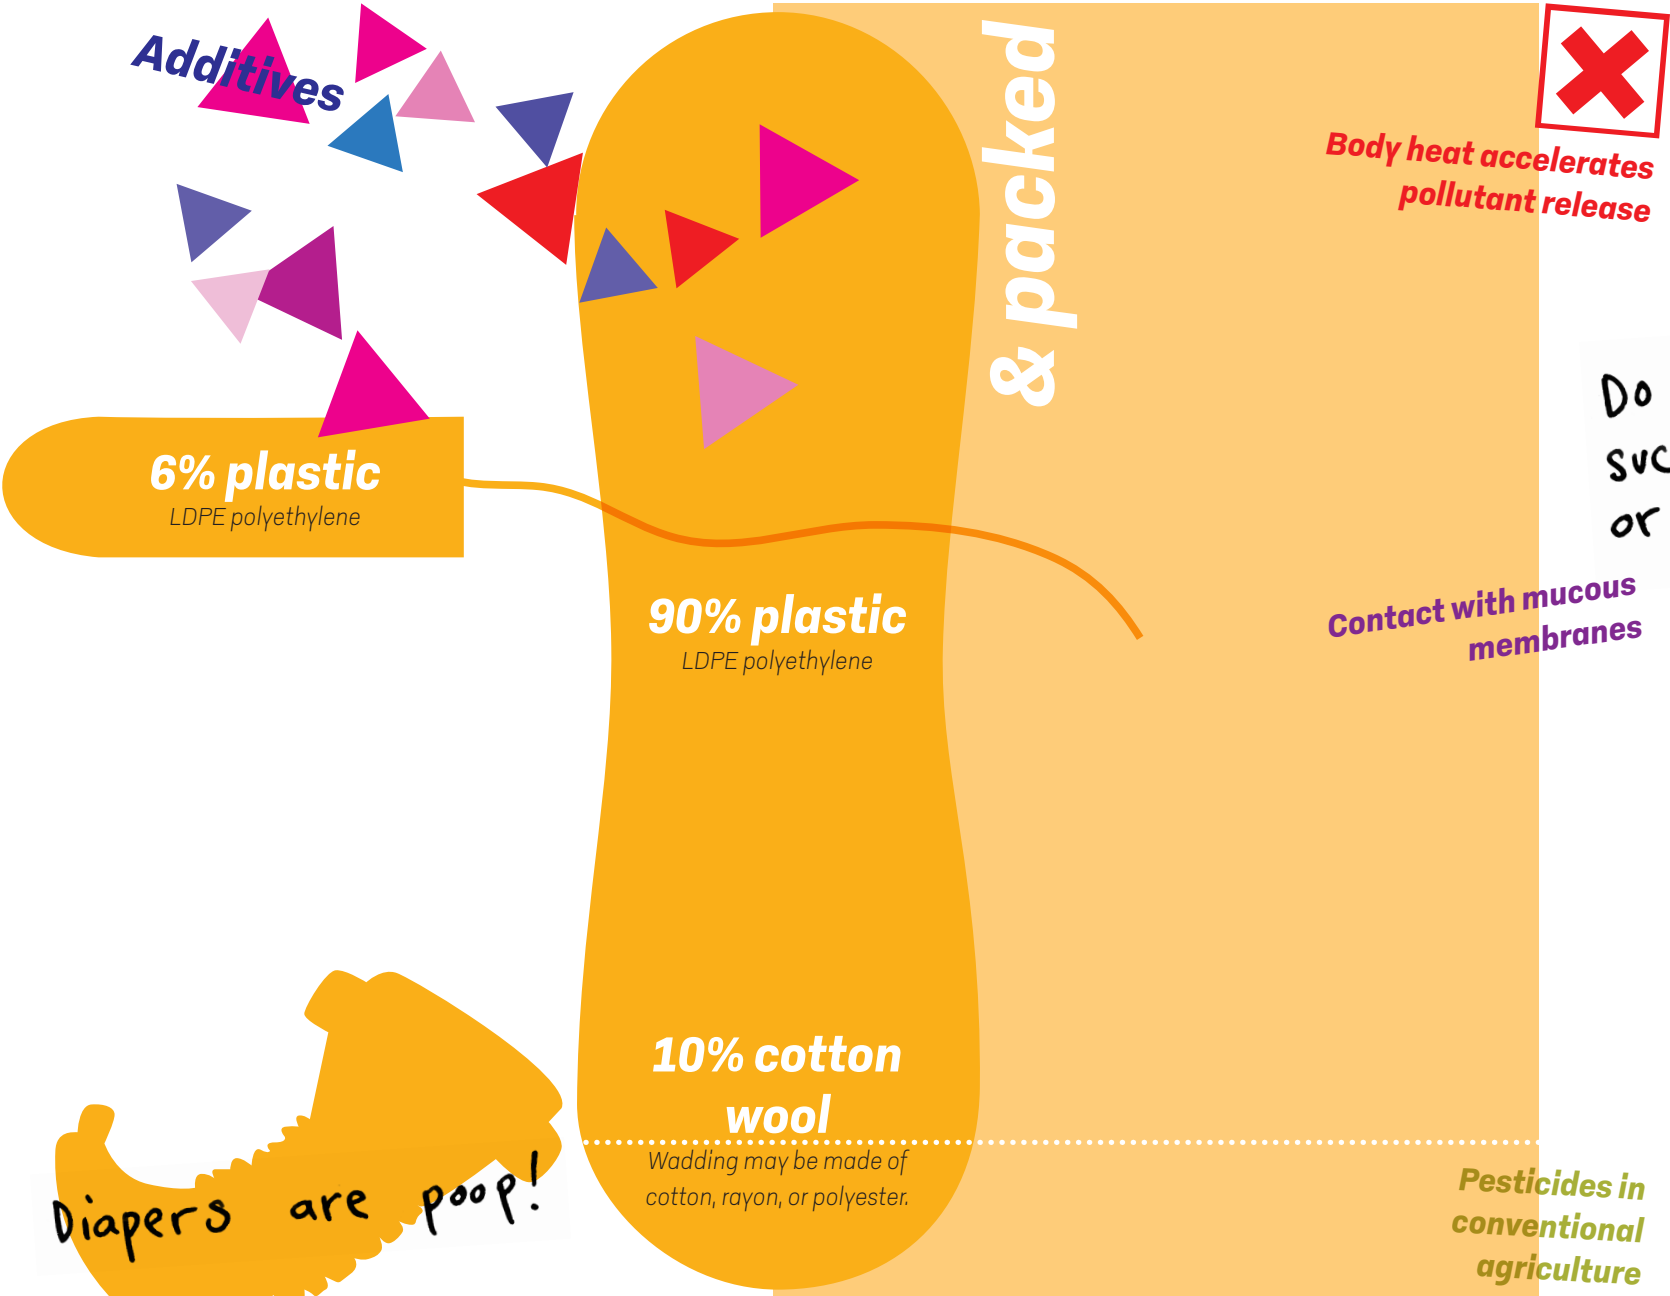 Additives
& packed
Body heat accelerates
pollutant release
Do
suc
or
6% plastic
LDPE polyethylene
90% plastic
LDPE polyethylene
Contact with mucous
membranes
10% cotton
wool
Wadding may be made of
cotton, rayon, or polyester.
Diapers are poop!
Pesticides in
conventional
agriculture